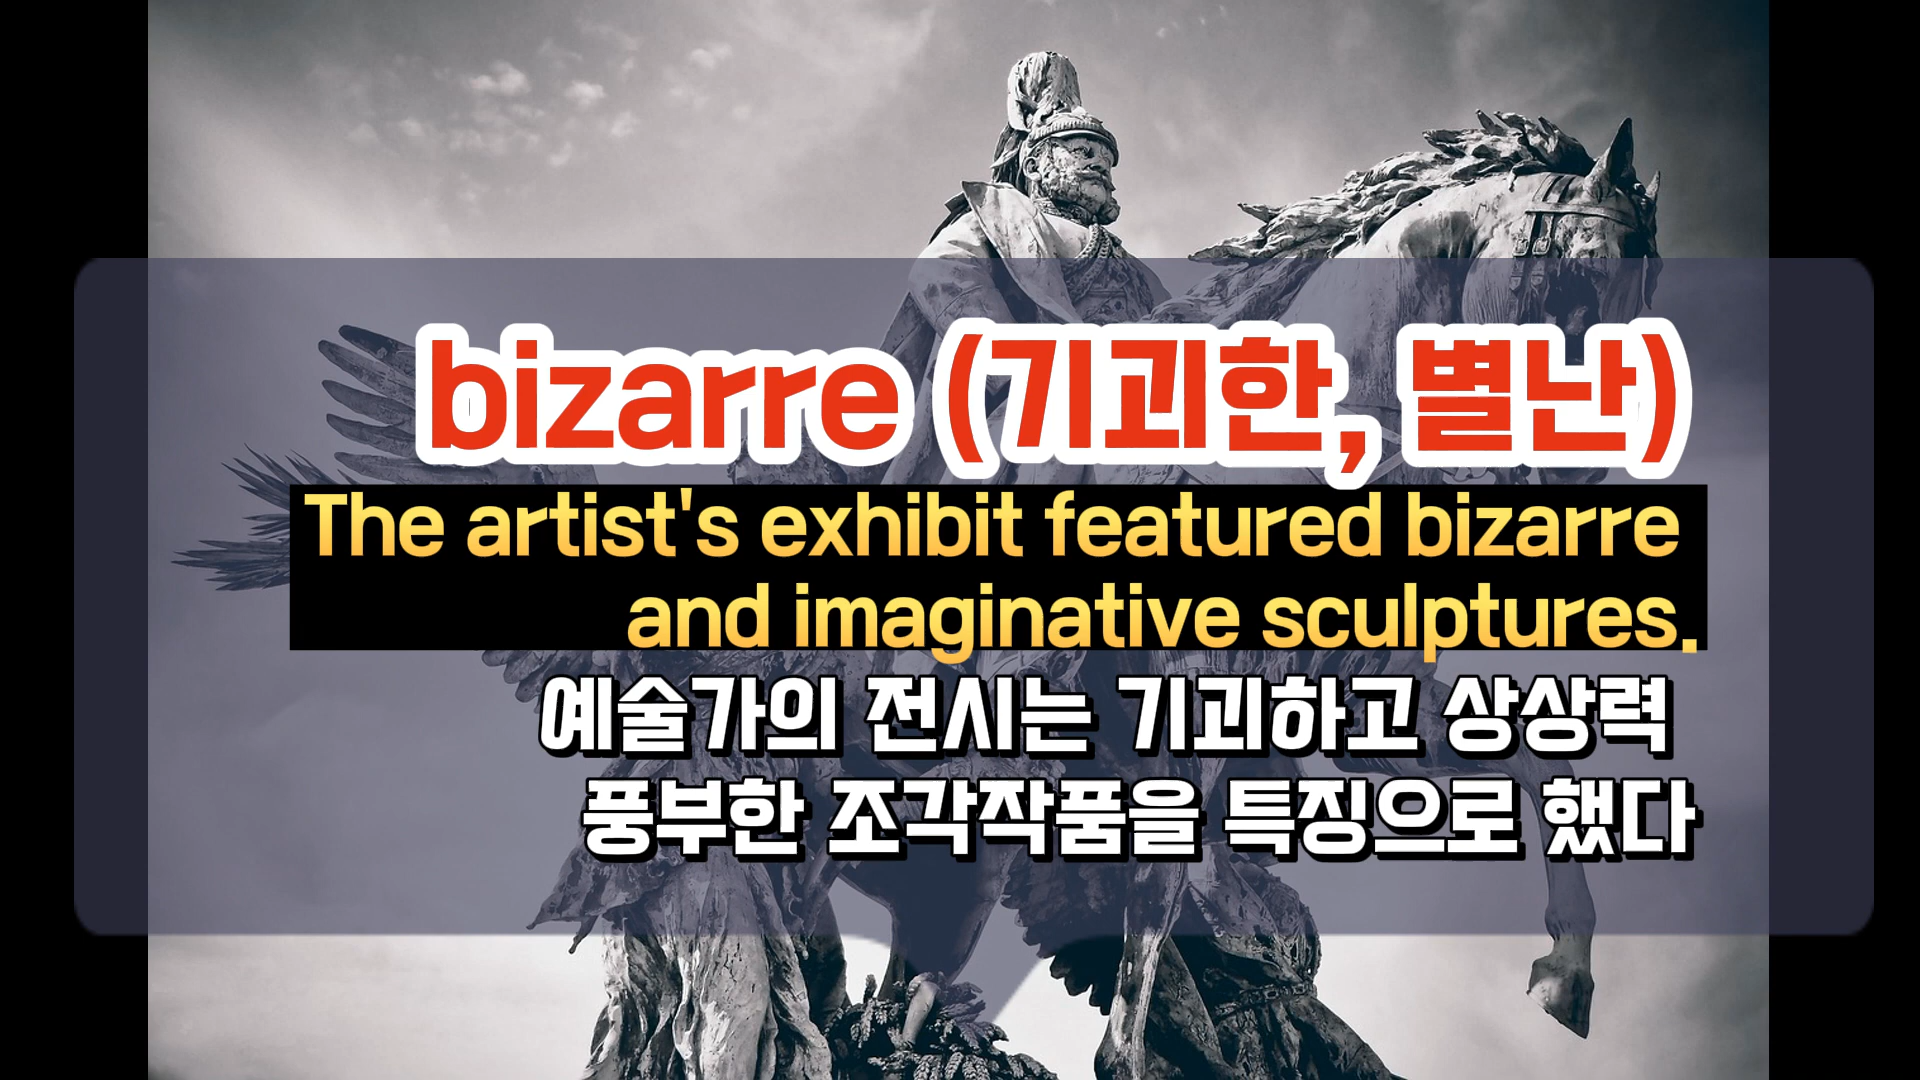 bizarre (기괴한, 별난)
The artist's exhibit featured bizarre
and imaginative sculptures.
예술가의 전시는 기괴하고 상상력
풍부한 조각작품을 특징으로 했다